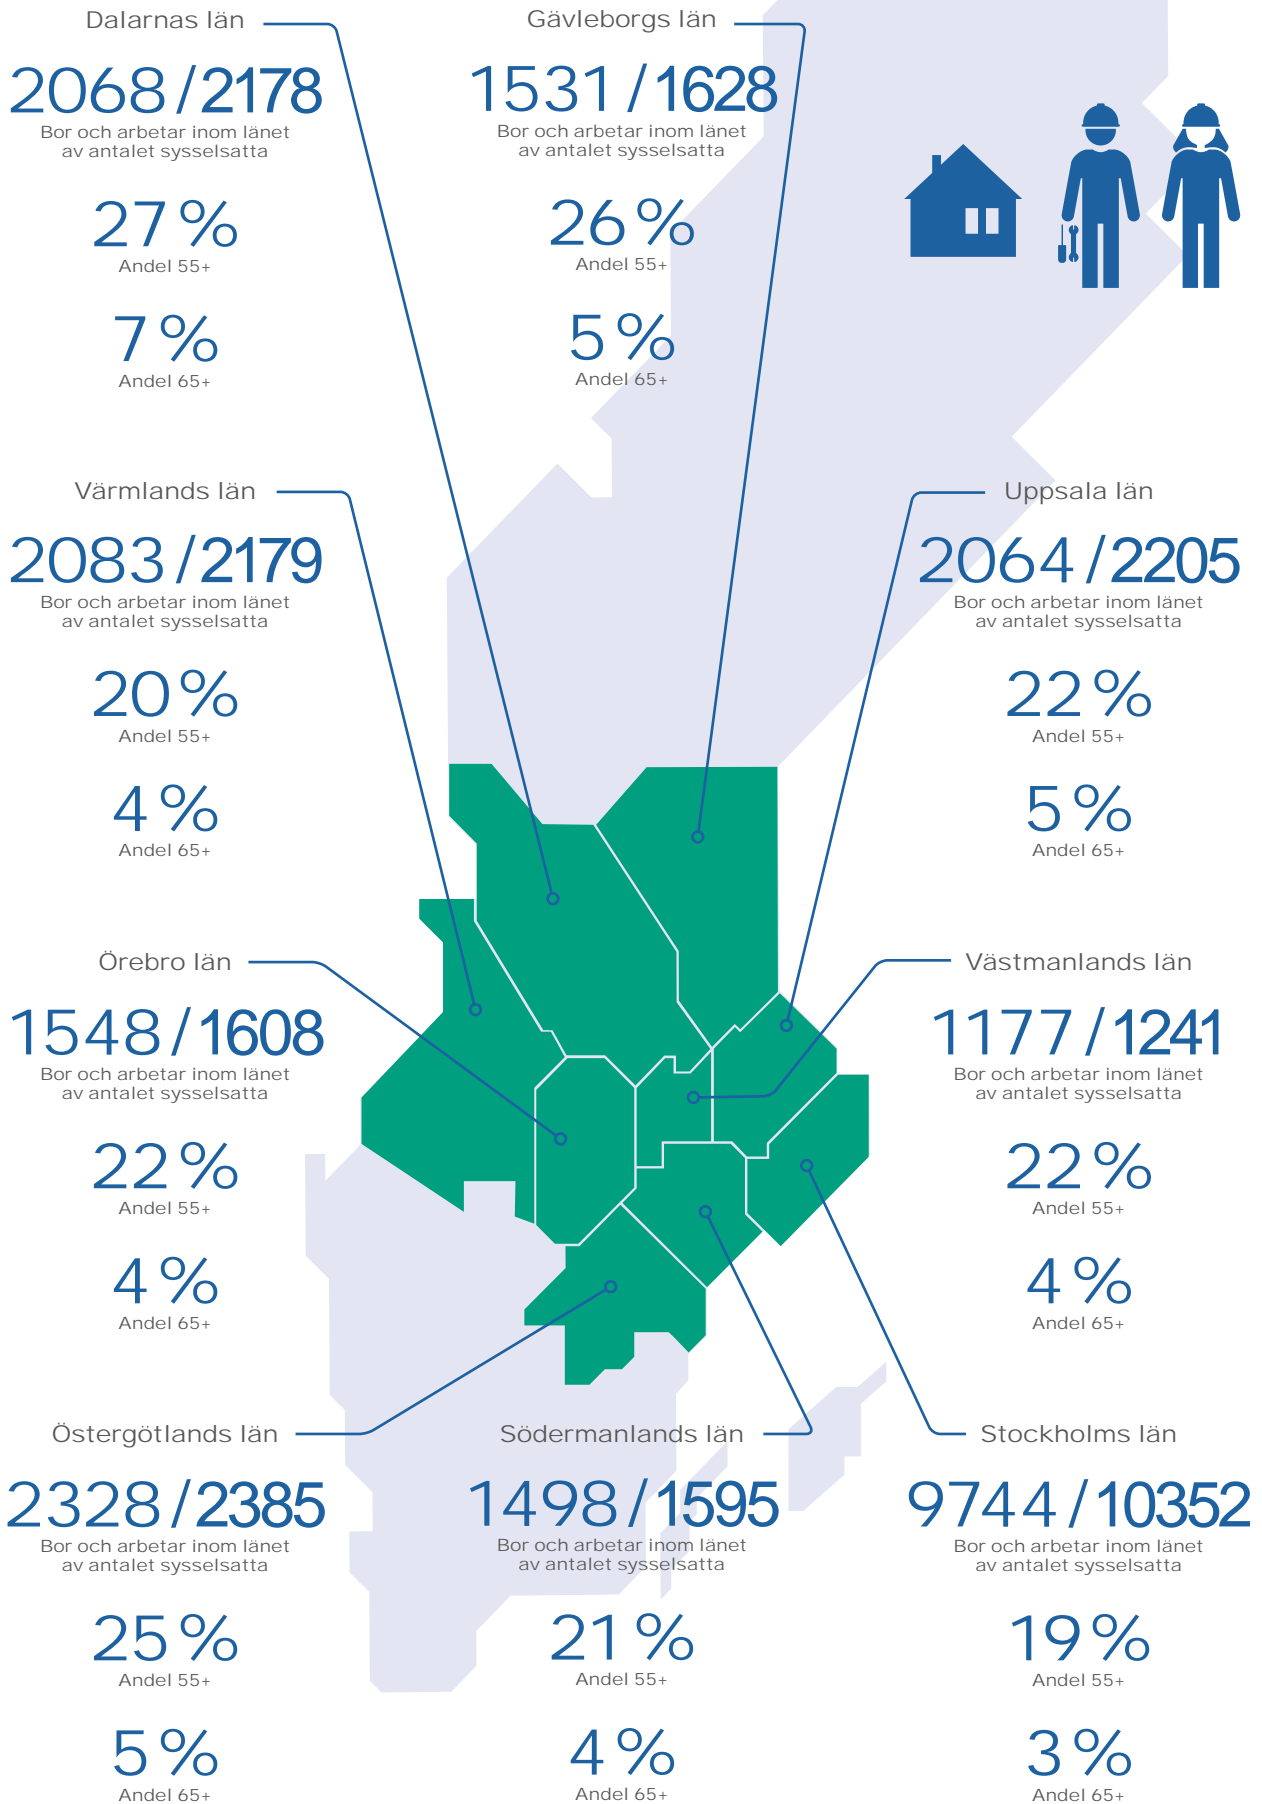 Dalarnas län
2068/2178
Bor och arbetar inom länet
av antalet sysselsatta
27%
Andel 55+
7%
Andel 65+
Gävleborgs län
1531/1628
Bor och arbetar inom länet
av antalet sysselsatta
26%
Andel 55+
5%
Andel 65+
Värmlands län
2083/2179
Bor och arbetar inom länet
av antalet sysselsatta
20%
Andel 55+
4%
Andel 65+
Uppsala län
2064/2205
Bor och arbetar inom länet
av antalet sysselsatta
22%
Andel 55+
5%
Andel 65+
Örebro län
1548/1608
Bor och arbetar inom länet
av antalet sysselsatta
22%
Andel 55+
4%
Andel 65+
Västmanlands län
1177/1241
Bor och arbetar inom länet
av antalet sysselsatta
22%
Andel 55+
4%
Andel 65+
Östergötlands län
2328/2385
Bor och arbetar inom länet
av antalet sysselsatta
25%
Andel 55+
5%
Andel 65+
Södermanlands län
1498/1595
Bor och arbetar inom länet
av antalet sysselsatta
21%
Andel 55+
4%
Andel 65+
Stockholms län
9744/10352
Bor och arbetar inom länet
av antalet sysselsatta
19%
Andel 55+
3%
Andel 65+